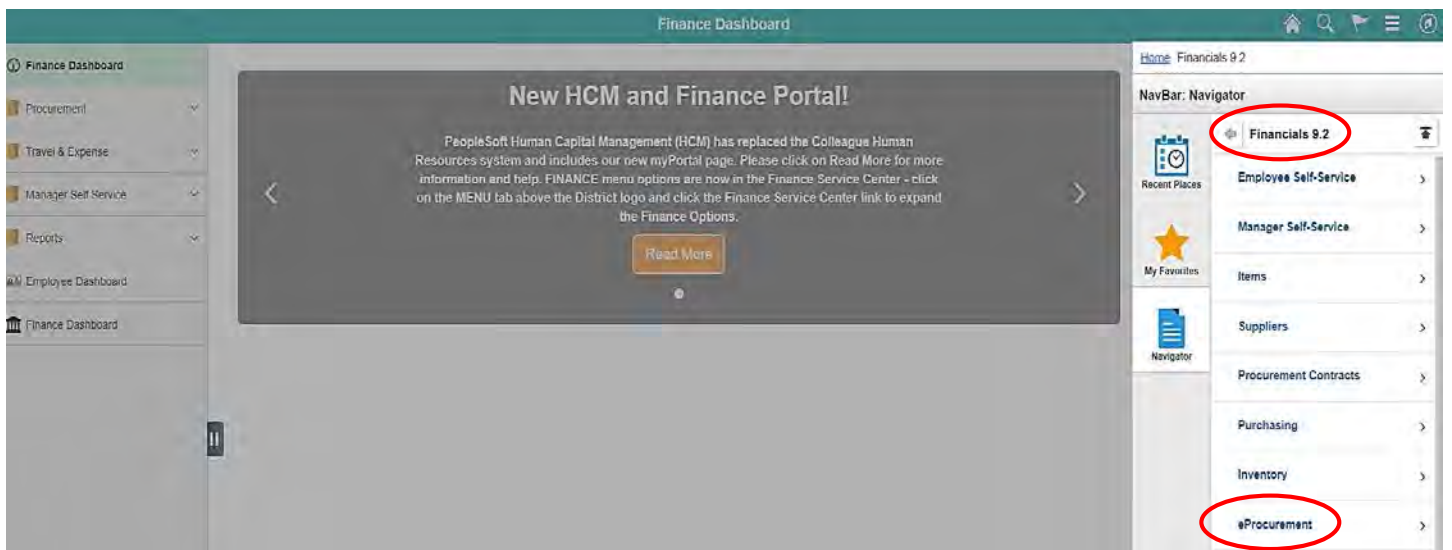 Finance Dashboard
Finance Dashboard
Procurement
Travel & Expense
Manager Self Service
Reports
Employee Dashboard
Finance Dashboard
New HCM and Finance Portal!
PeopleSoft Human Capital Management (HCM) has replaced the Colleague Human
Resources system and includes our new myPortal page. Please click on Read More for more
information and help. FINANCE menu options are now in the Finance Service Center - click
on the MENU tab above the District logo and click the Finance Service Center link to expand
the Finance Options.
Read More
Home Financials 9.2
NavBar: Navigator
Recent Places
My Favorites
Navigator
Financials 9.2
Employee Self-Service
Manager Self-Service
Items
Suppliers
Procurement Contracts
Purchasing
Inventory
eProcurement